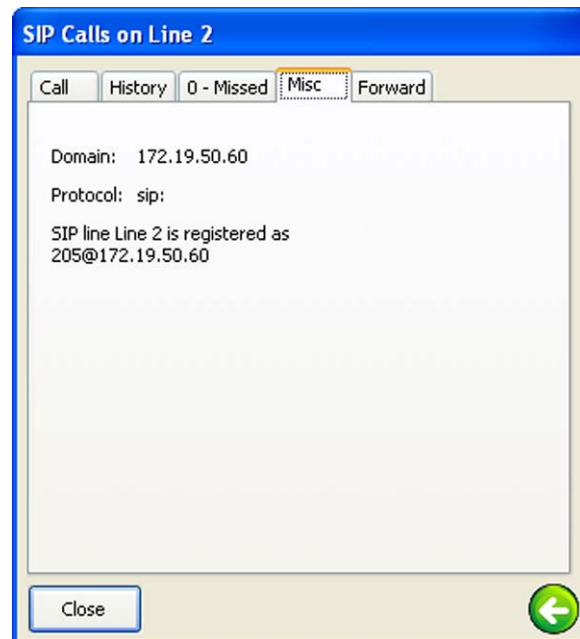 SIP Calls on Line 2
Call History 0 - Missed Misc Forward
Domain: 172.19.50.60
Protocol: sip:
SIP line Line 2 is registered as
205@172.19.50.60
Close